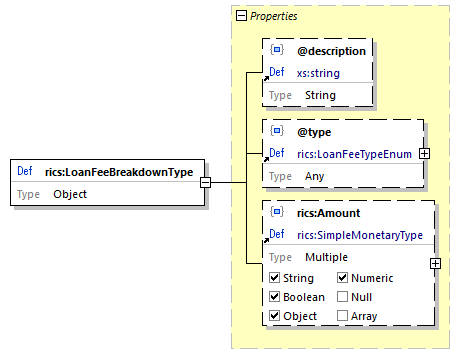 Properties
@description
Def xs:string
Type String
@type
Def rics:LoanFeeTypeEnum
Type Any
Def rics:LoanFeeBreakdownType
Type Object
rics:Amount
Def rics:SimpleMonetaryType
Type Multiple
String Numeric
Boolean Null
Object Array